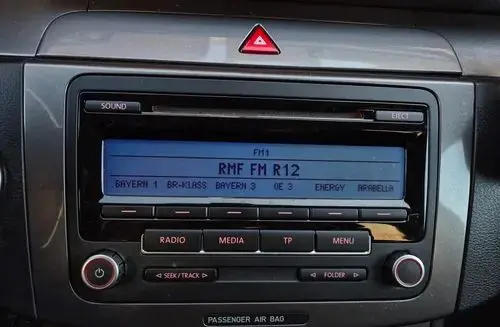 SOUND
EJECT
FM1
RMF FM R12
BAYERN 1 BR-KLASS BAYERN 3 OE 3 ENERGY ARABELLA
RADIO MEDIA TP MENU
◁ SEEK/TRACK ▷ ◁ FOLDER ▷
PASSENGER AIR BAG